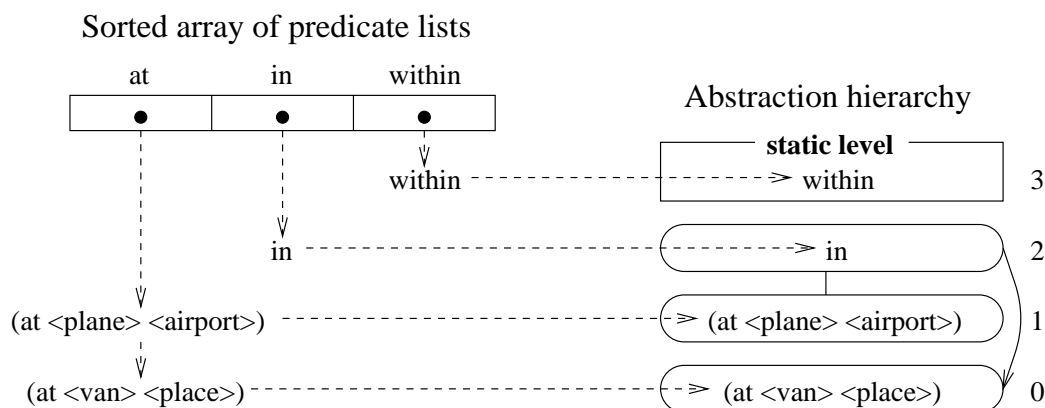 Sorted array of predicate lists
at in within
Abstraction hierarchy
static level
within within 3
in in 2
(at <plane> <airport>) (at <plane> <airport>) 1
(at <van> <place>) (at <van> <place>) 0